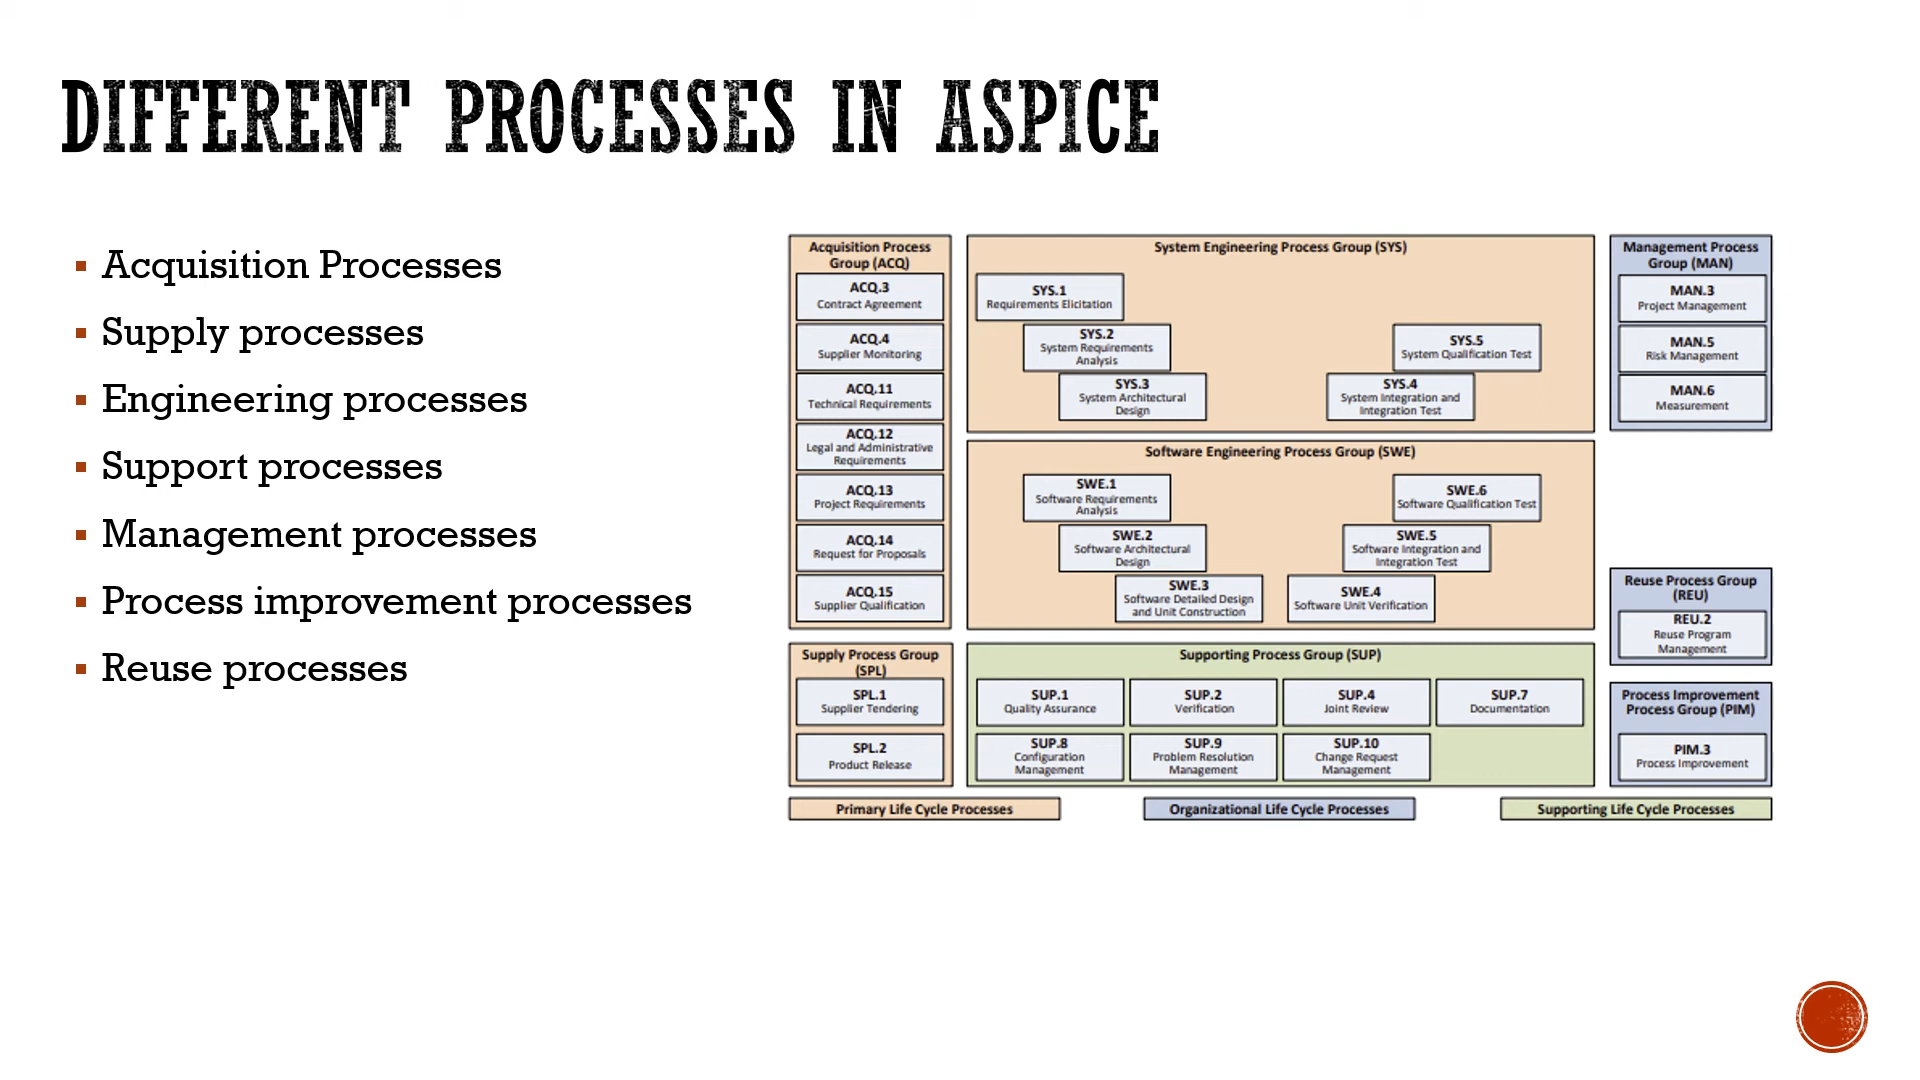 DIFFERENT PROCESSES IN ASPICE
Acquisition Processes
Supply processes
Engineering processes
Support processes
Management processes
Process improvement processes
Reuse processes
Acquisition Process
Group (ACQ)
ACQ.3
Contract Agreement
ACQ.4
Supplier Monitoring
ACQ.11
Technical Requirements
ACQ.12
Legal and Administrative
Requirements
ACQ.13
Project Requirements
ACQ.14
Request for Proposals
ACQ.15
Supplier Qualification
System Engineering Process Group (SYS)
SYS.1
Requirements Elicitation
SYS.2
System Requirements
Analysis
SYS.3
System Architectural
Design
SYS.5
System Qualification Test
SYS.4
System Integration and
Integration Test
Software Engineering Process Group (SWE)
SWE.1
Software Requirements
Analysis
SWE.2
Software Architectural
Design
SWE.3
Software Detailed Design
and Unit Construction
SWE.6
Software Qualification Test
SWE.5
Software Integration and
Integration Test
SWE.4
Software Unit Verification
Management Process
Group (MAN)
MAN.3
Project Management
MAN.5
Risk Management
MAN.6
Measurement
Reuse Process Group
(REU)
REU.2
Reuse Program
Management
Supply Process Group
(SPL)
SPL.1
Supplier Tendering
SPL.2
Product Release
Supporting Process Group (SUP)
SUP.1
Quality Assurance
SUP.2
Verification
SUP.4
Joint Review
SUP.7
Documentation
SUP.8
Configuration
Management
SUP.9
Problem Resolution
Management
SUP.10
Change Request
Management
Process Improvement
Process Group (PIM)
PIM.3
Process Improvement
Primary Life Cycle Processes
Organizational Life Cycle Processes
Supporting Life Cycle Processes